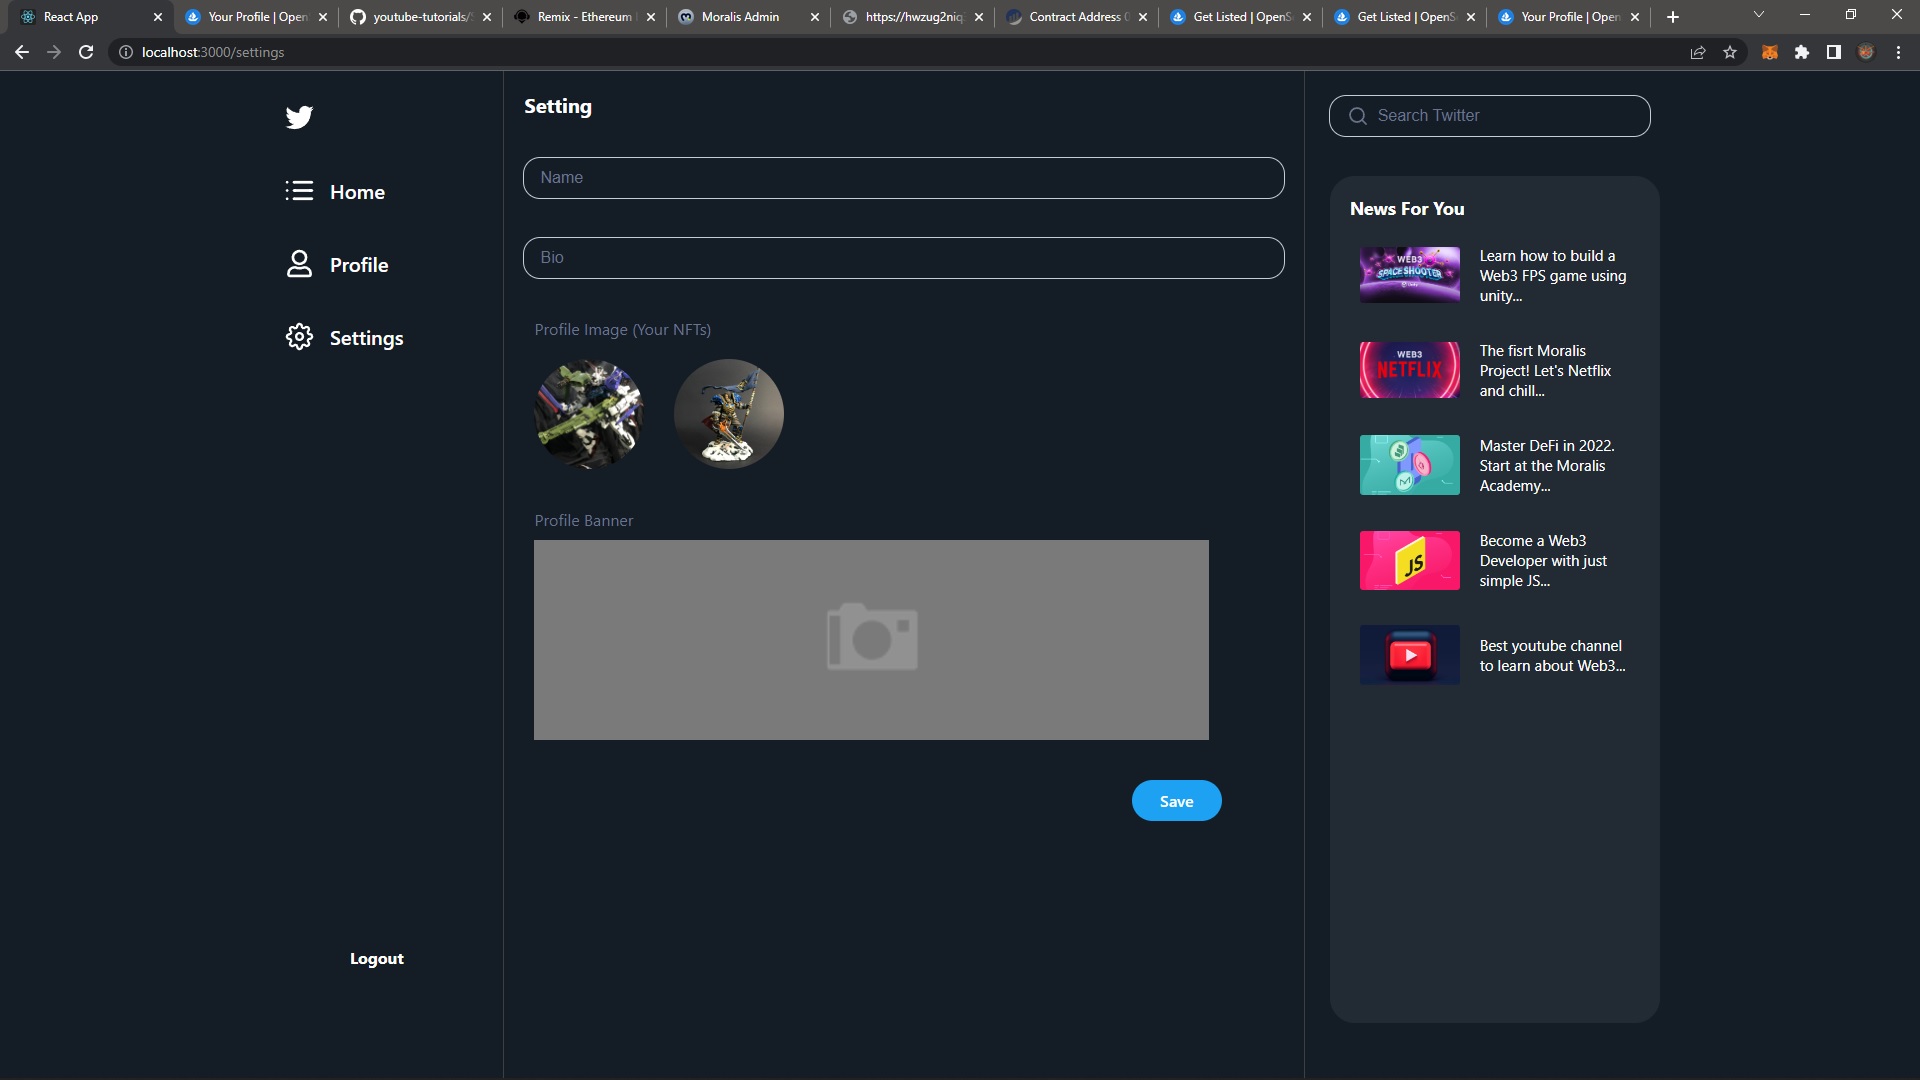 React App
Your Profile | Open
youtube-tutorials/
Remix - Ethereum
Moralis Admin
https://hwzug2niq
Contract Address 0
Get Listed | OpenSe
Get Listed | OpenSe
Your Profile | Open
localhost:3000/settings
Home
Profile
Settings
Logout
Setting
Name
Bio
Profile Image (Your NFTs)
Profile Banner
Save
Search Twitter
News For You
WEB3
SPACE SHOOTER
Learn how to build a
Web3 FPS game using
unity...
WEB3
NETFLIX
The fisrt Moralis
Project! Let's Netflix
and chill...
Master DeFi in 2022.
Start at the Moralis
Academy...
JS
Become a Web3
Developer with just
simple JS...
Best youtube channel
to learn about Web3...